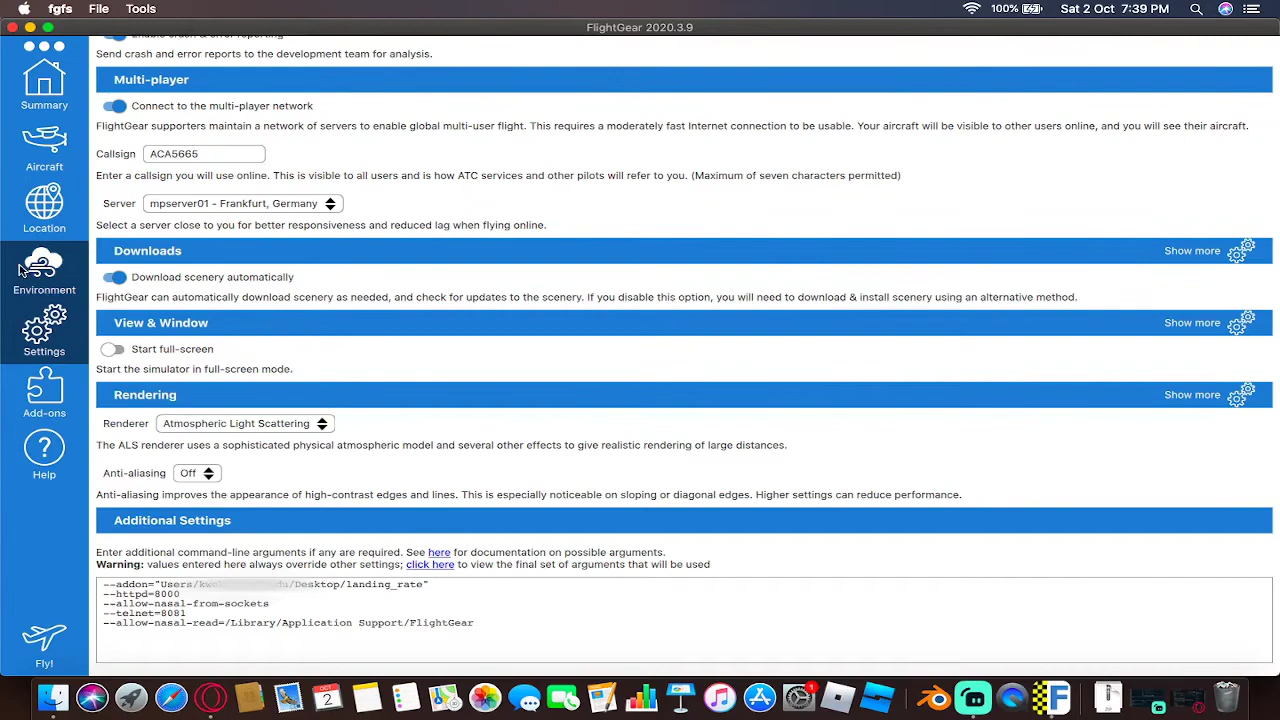 fgfs File Tools
100% Sat 2 Oct 7:39 PM
FlightGear 2020.3.9
Summary
Aircraft
Location
Environment
Settings
Add-ons
Help
Fly!
Enable crash & error reporting
Send crash and error reports to the development team for analysis.
Multi-player
Connect to the multi-player network
FlightGear supporters maintain a network of servers to enable global multi-user flight. This requires a moderately fast Internet connection to be usable. Your aircraft will be visible to other users online, and you will see their aircraft.
Callsign ACA5665
Enter a callsign you will use online. This is visible to all users and is how ATC services and other pilots will refer to you. (Maximum of seven characters permitted)
Server mpserver01 - Frankfurt, Germany
Select a server close to you for better responsiveness and reduced lag when flying online.
Downloads Show more
Download scenery automatically
FlightGear can automatically download scenery as needed, and check for updates to the scenery. If you disable this option, you will need to download & install scenery using an alternative method.
View & Window Show more
Start full-screen
Start the simulator in full-screen mode.
Rendering Show more
Renderer Atmospheric Light Scattering
The ALS renderer uses a sophisticated physical atmospheric model and several other effects to give realistic rendering of large distances.
Anti-aliasing Off
Anti-aliasing improves the appearance of high-contrast edges and lines. This is especially noticeable on sloping or diagonal edges. Higher settings can reduce performance.
Additional Settings
Enter additional command-line arguments if any are required. See here for documentation on possible arguments.
Warning: values entered here always override other settings; click here to view the final set of arguments that will be used
--addon="Users/ /Desktop/landing_rate"
--httpd=8000
--allow-nasal-from-sockets
--telnet=8081
--allow-nasal-read=/Library/Application Support/FlightGear
OCT
2
1
F